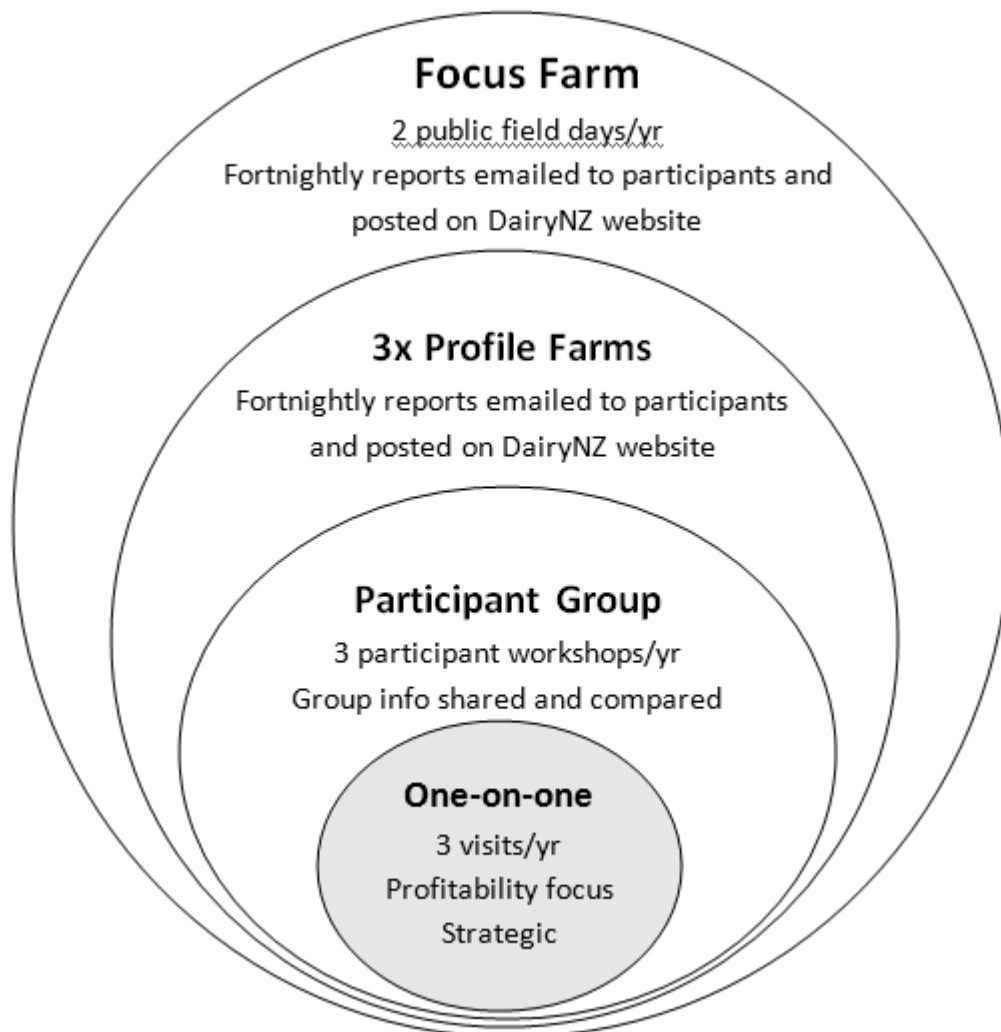 Focus Farm
2 public field days/yr
Fortnightly reports emailed to participants and
posted on DairyNZ website
3x Profile Farms
Fortnightly reports emailed to participants
and posted on DairyNZ website
Participant Group
3 participant workshops/yr
Group info shared and compared
One-on-one
3 visits/yr
Profitability focus
Strategic